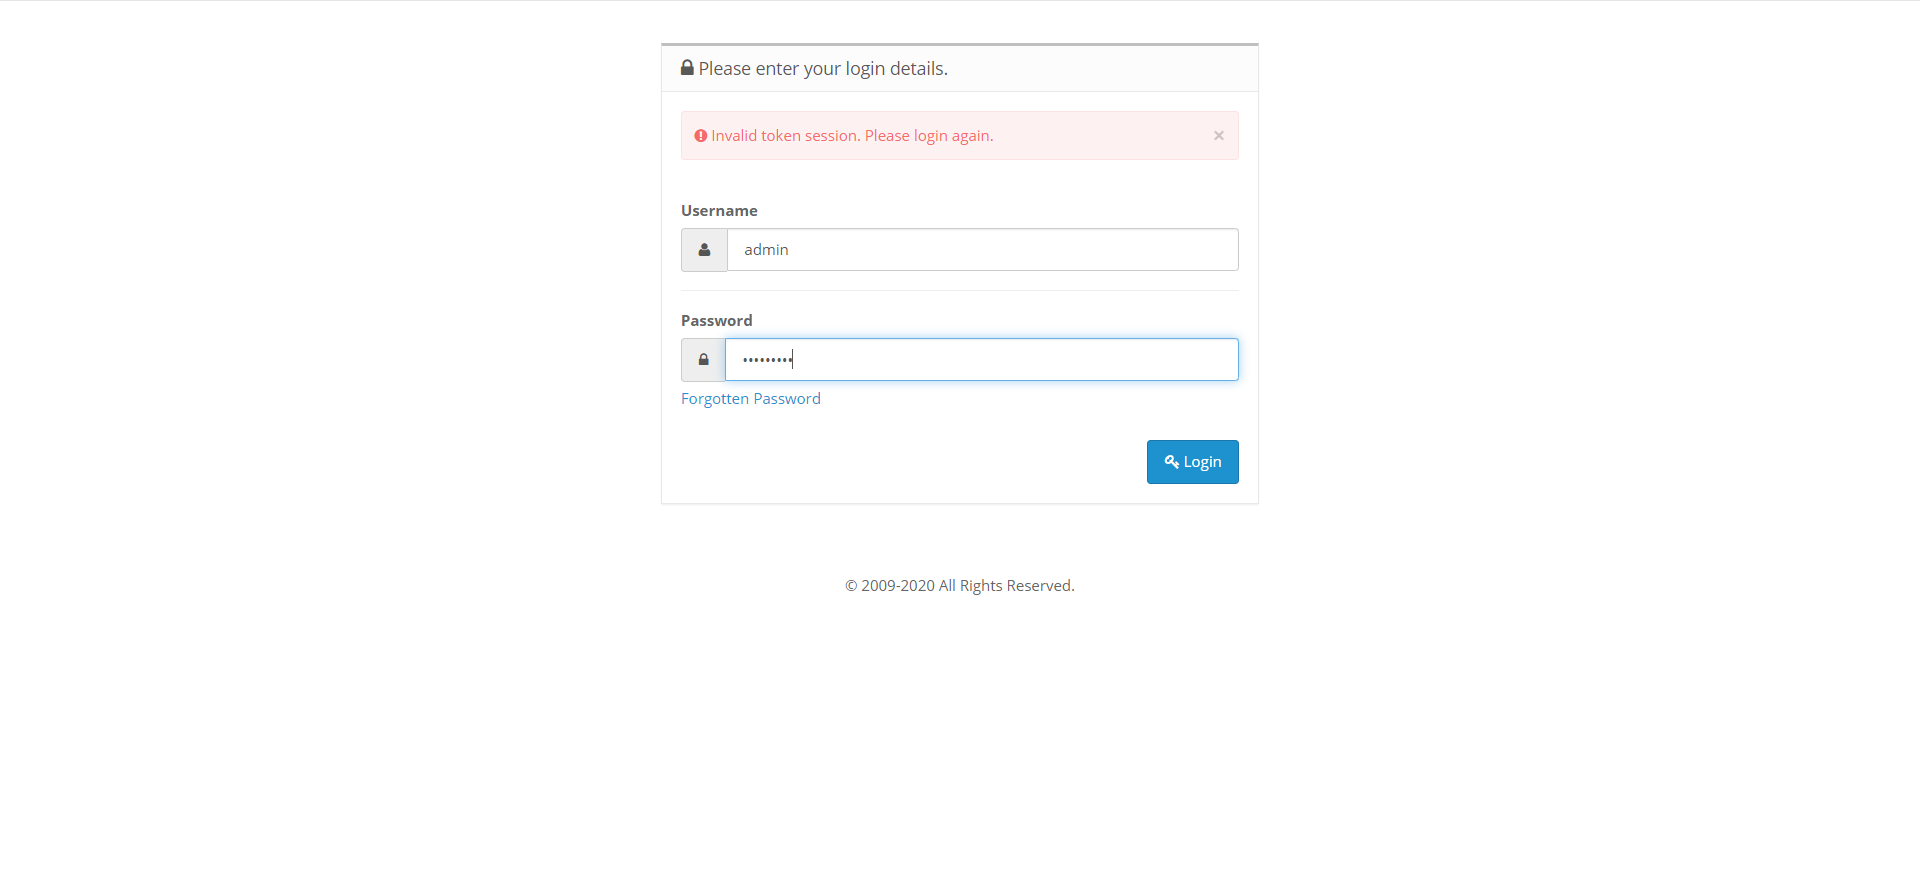 Please enter your login details.
Invalid token session. Please login again.
×
Username
admin
Password
•••••••••
Forgotten Password
Login
© 2009-2020 All Rights Reserved.